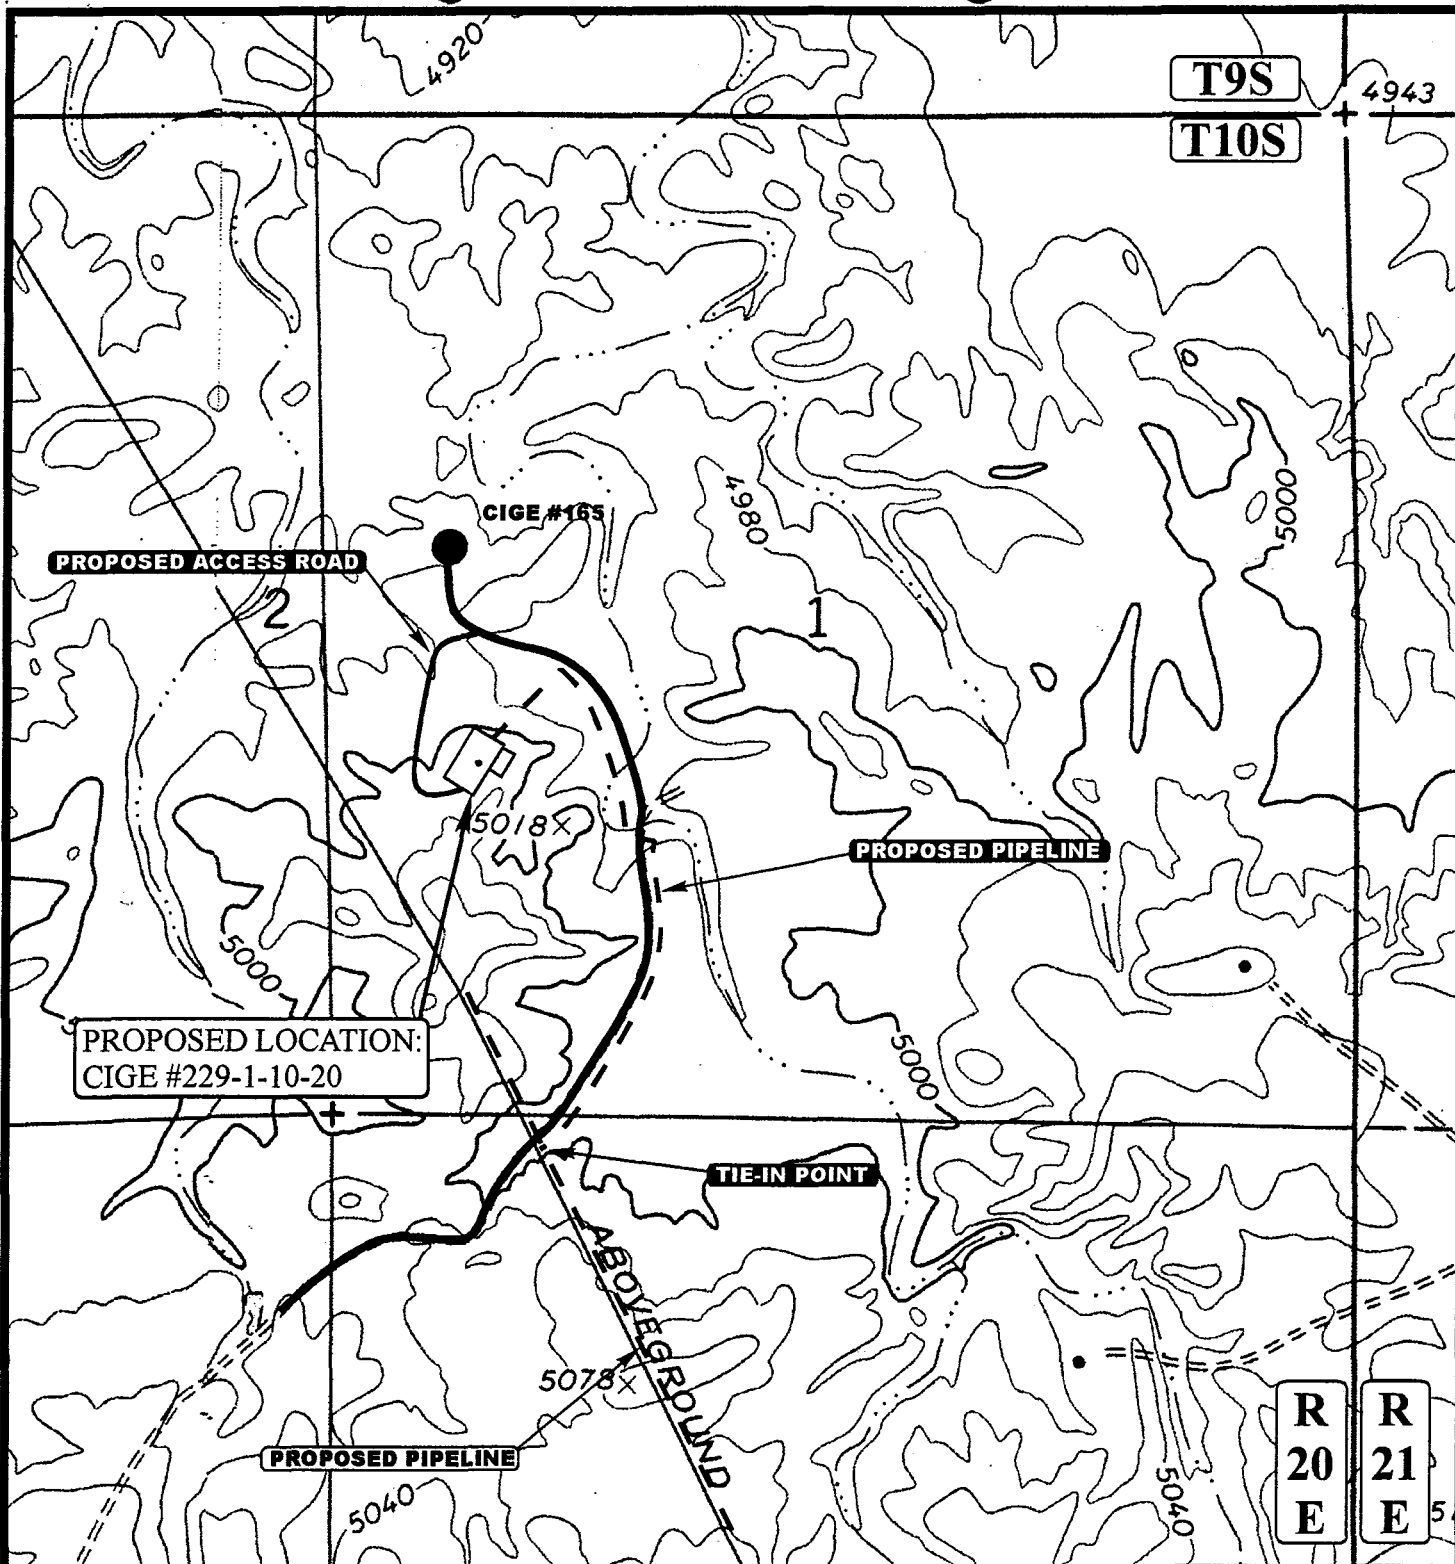 4920
T9S
4943
T10S
CIGE #165
4980
5000
PROPOSED ACCESS ROAD
2
1
5018×
PROPOSED PIPELINE
5000
PROPOSED LOCATION:
CIGE #229-1-10-20
5000
TIE-IN POINT
ABOVEGROUND
5078×
PROPOSED PIPELINE
5040
5040
R
20
E
R
21
E